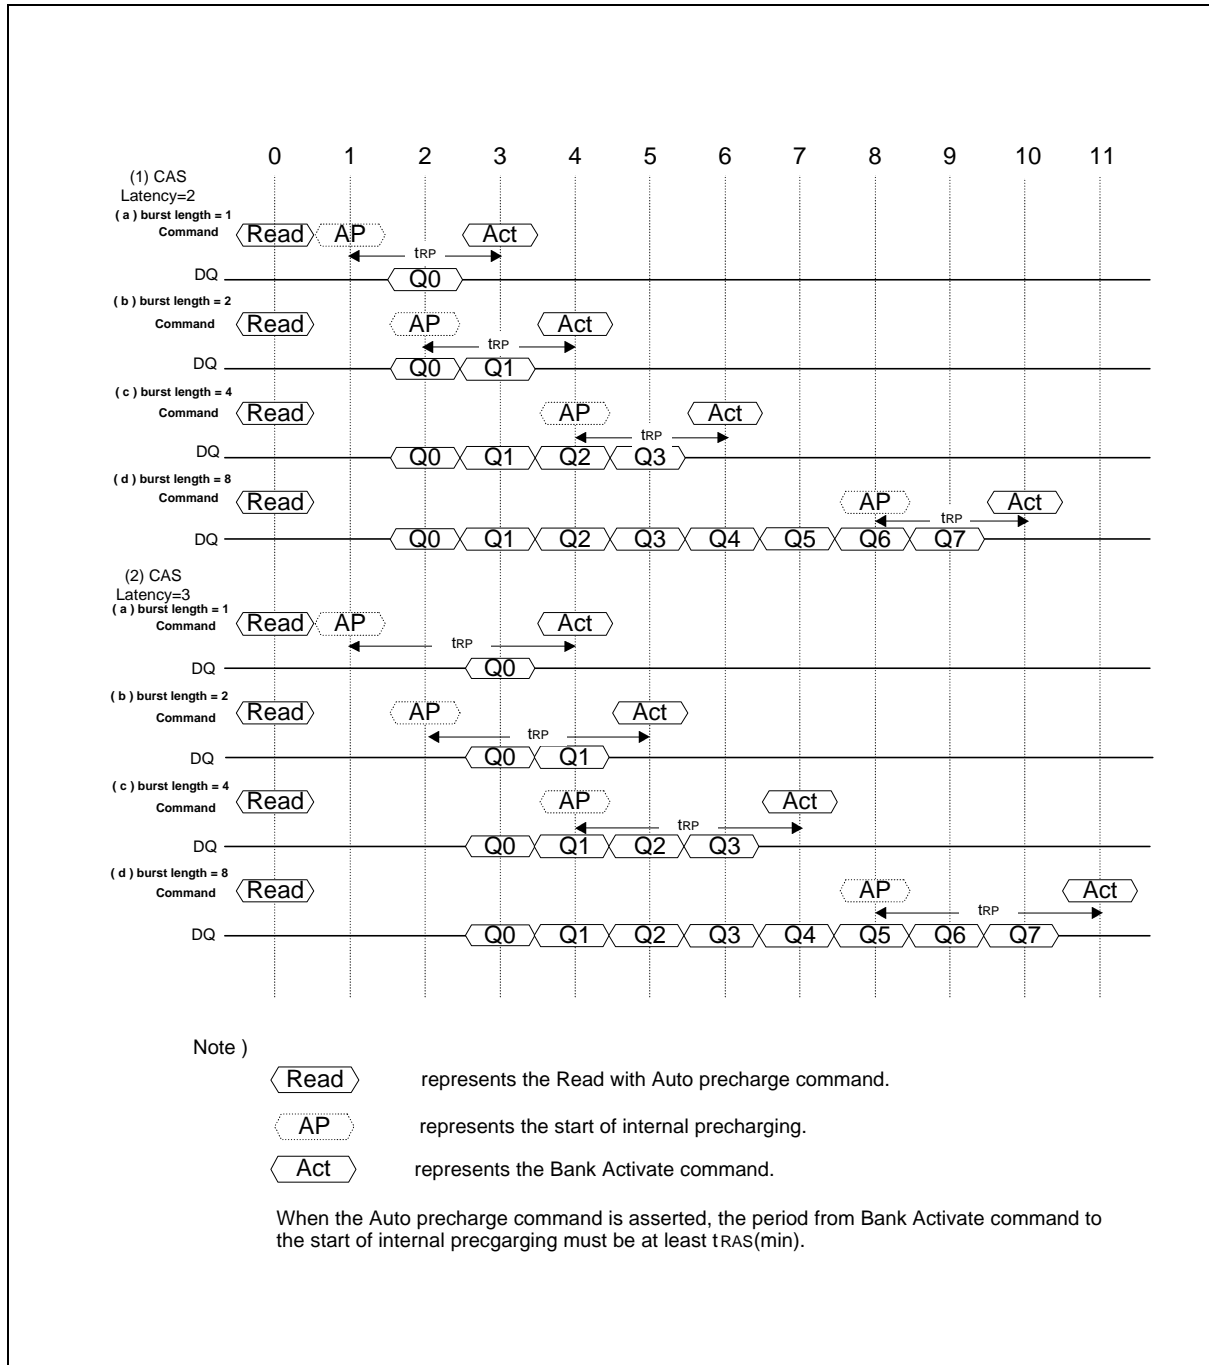 0 1 2 3 4 5 6 7 8 9 10 11
(1) CAS
Latency=2
( a ) burst length = 1
Command Read AP Act
tRP
DQ Q0
( b ) burst length = 2
Command Read AP Act
tRP
DQ Q0 Q1
( c ) burst length = 4
Command Read AP Act
tRP
DQ Q0 Q1 Q2 Q3
( d ) burst length = 8
Command Read AP Act
tRP
DQ Q0 Q1 Q2 Q3 Q4 Q5 Q6 Q7
(2) CAS
Latency=3
( a ) burst length = 1
Command Read AP Act
tRP
DQ Q0
( b ) burst length = 2
Command Read AP Act
tRP
DQ Q0 Q1
( c ) burst length = 4
Command Read AP Act
tRP
DQ Q0 Q1 Q2 Q3
( d ) burst length = 8
Command Read AP Act
tRP
DQ Q0 Q1 Q2 Q3 Q4 Q5 Q6 Q7
Note )
Read represents the Read with Auto precharge command.
AP represents the start of internal precharging.
Act represents the Bank Activate command.
When the Auto precharge command is asserted, the period from Bank Activate command to
the start of internal precgarging must be at least tRAS(min).